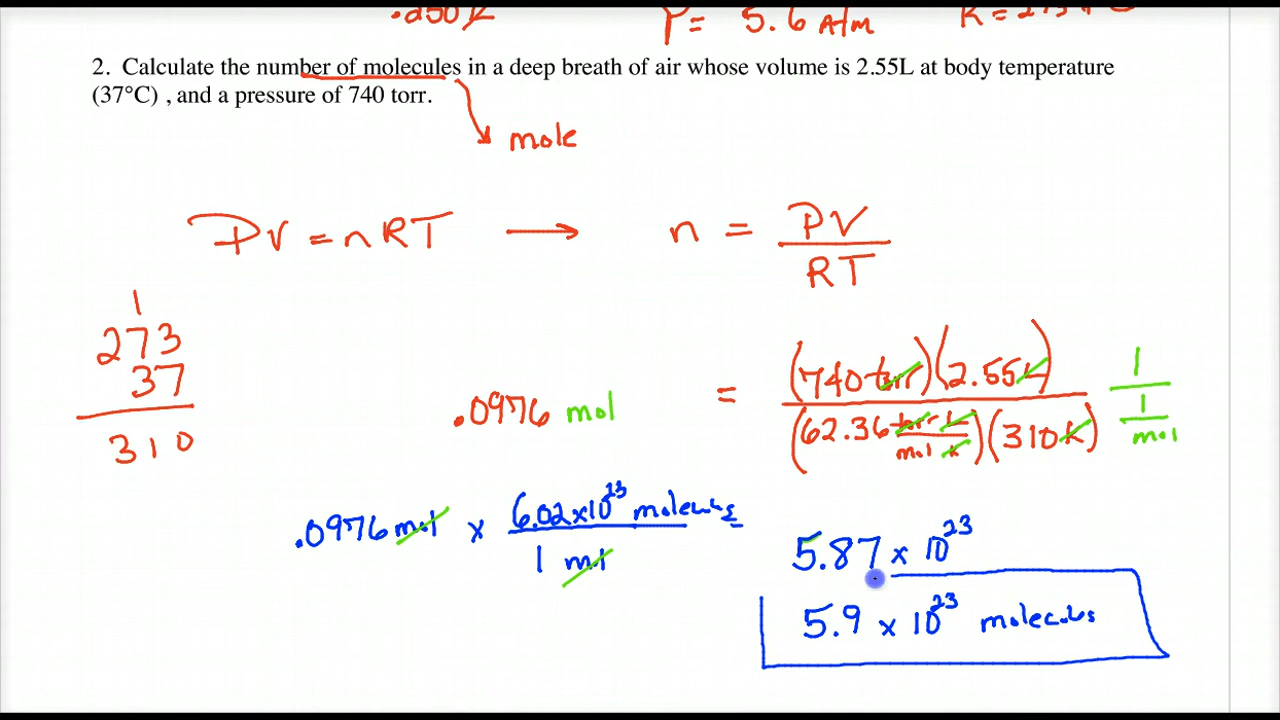 .250 L P = 5.6 Atm
2. Calculate the number of molecules in a deep breath of air whose volume is 2.55L at body temperature
(37°C) , and a pressure of 740 torr.
mole
PV = nRT → n = PV / RT
1
273
37
310
.0976 mol = (740 torr)(2.55 L) / (62.36 torr L / mol K)(310 K) 1 / 1 / mol
.0976 mol x 6.02 x 10^23 molecules / 1 mol
5.87 x 10^23
5.9 x 10^23 molecules